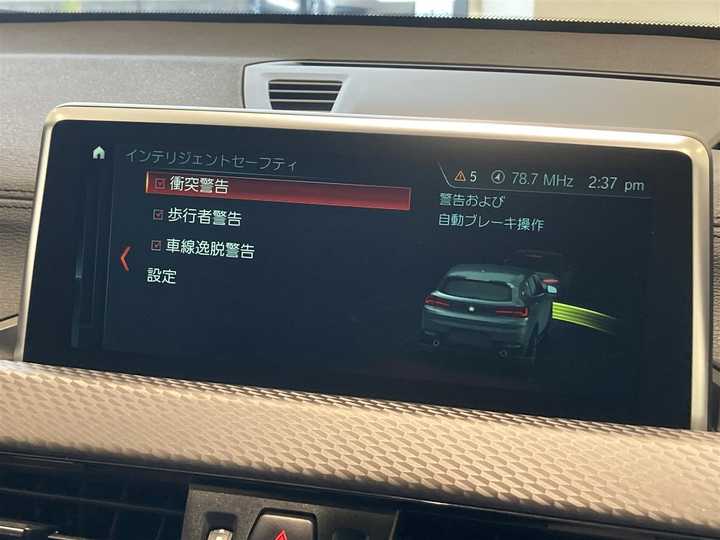 インテリジェントセーフティ
5 78.7 MHz 2:37 pm
衝突警告
歩行者警告
車線逸脱警告
設定
警告および
自動ブレーキ操作